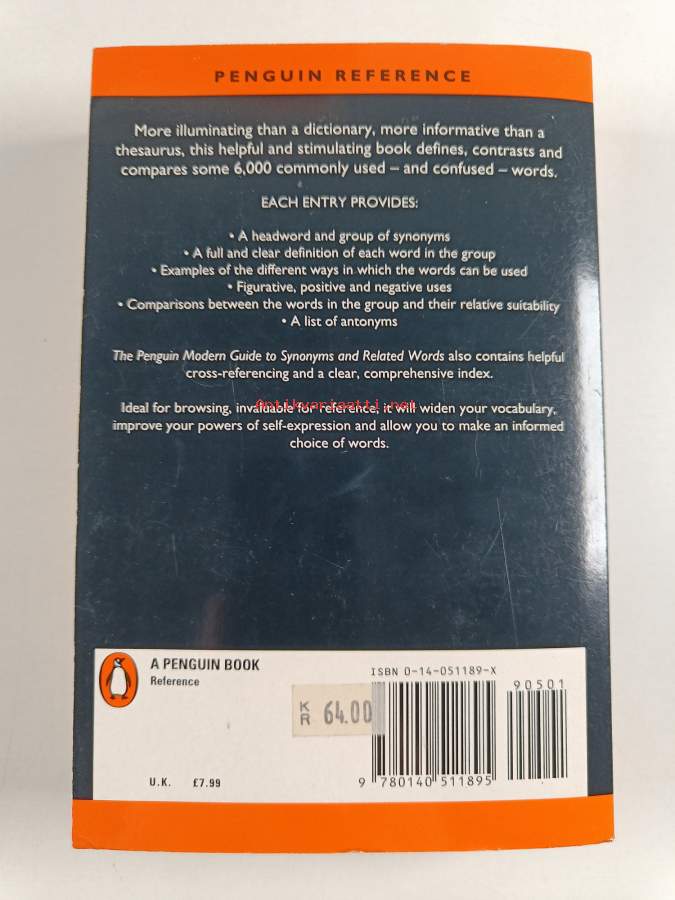 PENGUIN REFERENCE
More illuminating than a dictionary, more informative than a
thesaurus, this helpful and stimulating book defines, contrasts and
compares some 6,000 commonly used – and confused – words.
EACH ENTRY PROVIDES:
• A headword and group of synonyms
• A full and clear definition of each word in the group
• Examples of the different ways in which the words can be used
• Figurative, positive and negative uses
• Comparisons between the words in the group and their relative suitability
• A list of antonyms
The Penguin Modern Guide to Synonyms and Related Words also contains helpful
cross-referencing and a clear, comprehensive index.
Antikvariaatti.net
Ideal for browsing, invaluable for reference, it will widen your vocabulary,
improve your powers of self-expression and allow you to make an informed
choice of words.
A PENGUIN BOOK
Reference
ISBN 0-14-051189-X
90501
KR 64.00
U.K. £7.99
9 780140 511895